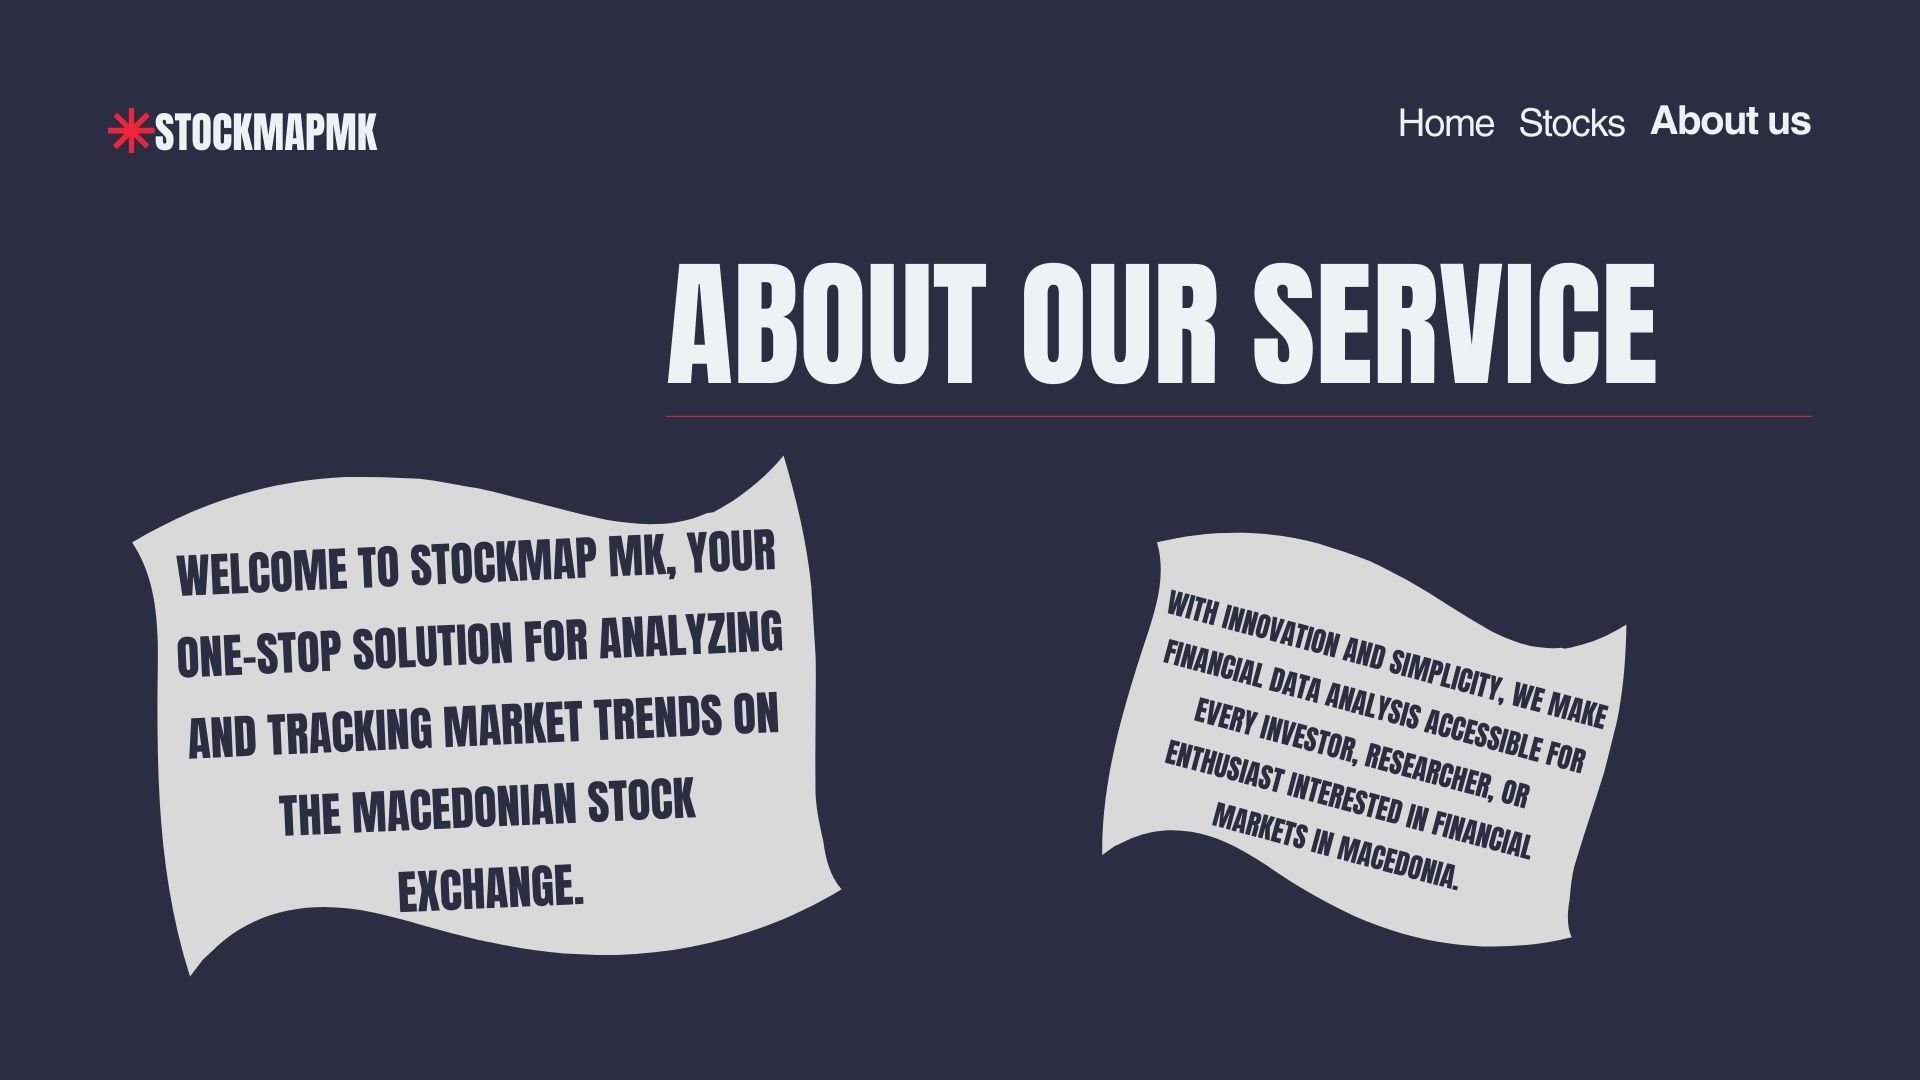 STOCKMAPMK
Home Stocks About us
ABOUT OUR SERVICE
WELCOME TO STOCKMAP MK, YOUR
ONE-STOP SOLUTION FOR ANALYZING
AND TRACKING MARKET TRENDS ON
THE MACEDONIAN STOCK
EXCHANGE.
WITH INNOVATION AND SIMPLICITY, WE MAKE
FINANCIAL DATA ANALYSIS ACCESSIBLE FOR
EVERY INVESTOR, RESEARCHER, OR
ENTHUSIAST INTERESTED IN FINANCIAL
MARKETS IN MACEDONIA.